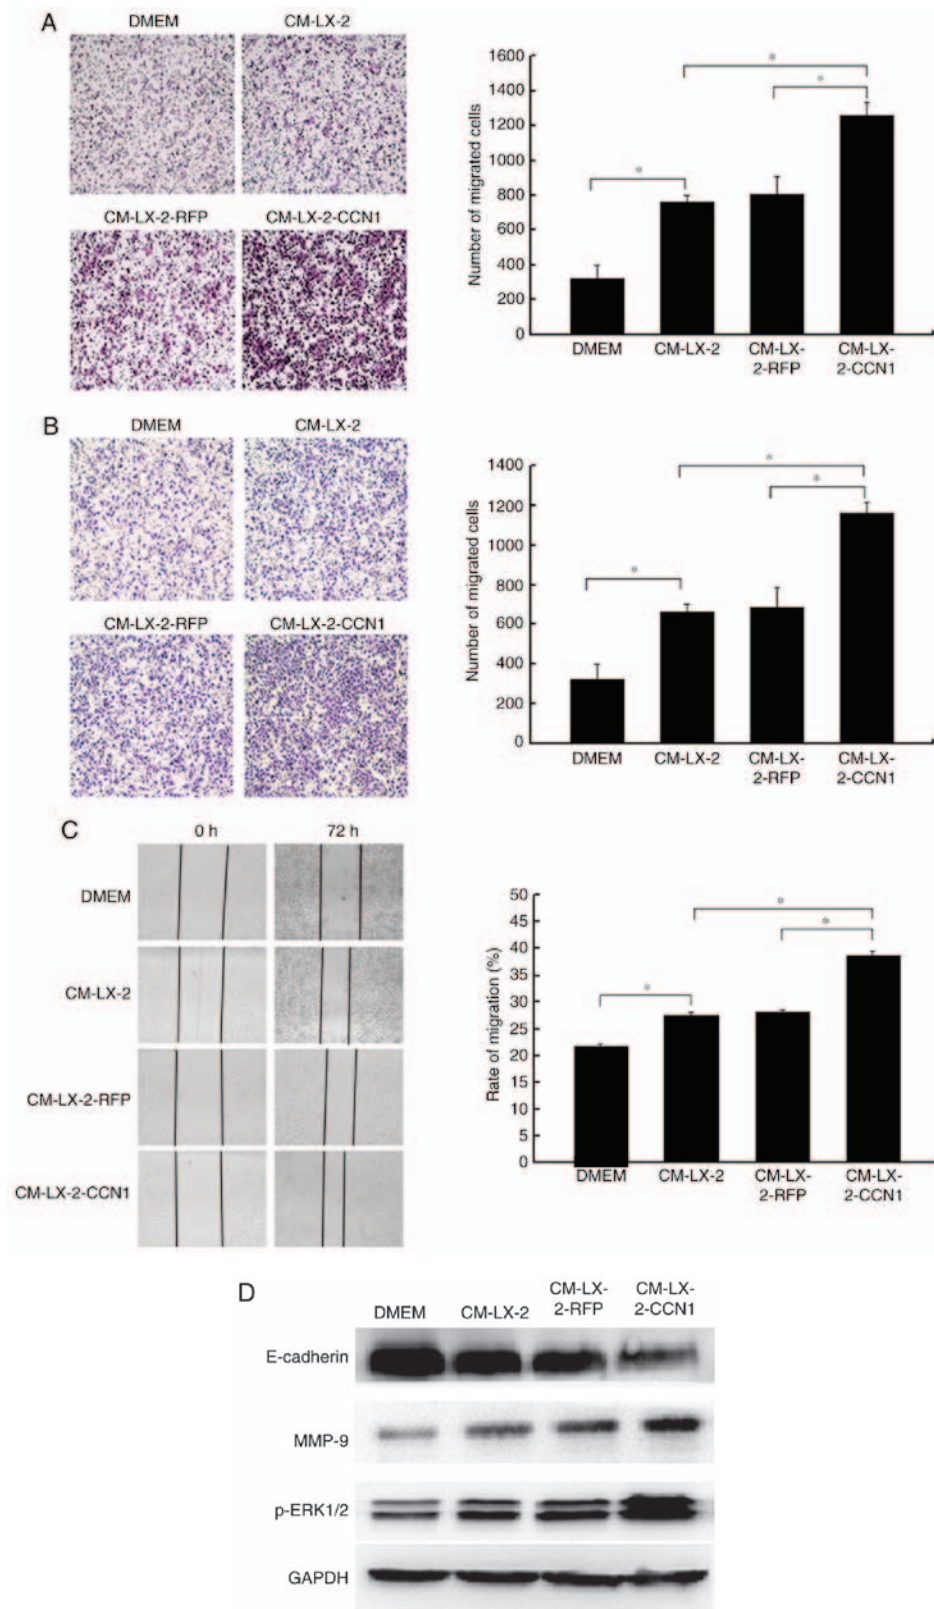 A
DMEM
CM-LX-2
CM-LX-2-RFP
CM-LX-2-CCN1
Number of migrated cells
1600
1400
1200
1000
800
600
400
200
0
*
*
*
DMEM
CM-LX-2
CM-LX-
2-RFP
CM-LX-
2-CCN1
B
DMEM
CM-LX-2
CM-LX-2-RFP
CM-LX-2-CCN1
Number of migrated cells
1400
1200
1000
800
600
400
200
0
*
*
*
DMEM
CM-LX-2
CM-LX-
2-RFP
CM-LX-
2-CCN1
C
0 h
72 h
DMEM
CM-LX-2
CM-LX-2-RFP
CM-LX-2-CCN1
Rate of migration (%)
50
45
40
35
30
25
20
15
10
5
0
*
*
*
DMEM
CM-LX-2
CM-LX-
2-RFP
CM-LX-
2-CCN1
D
DMEM
CM-LX-2
CM-LX-
2-RFP
CM-LX-
2-CCN1
E-cadherin
MMP-9
p-ERK1/2
GAPDH